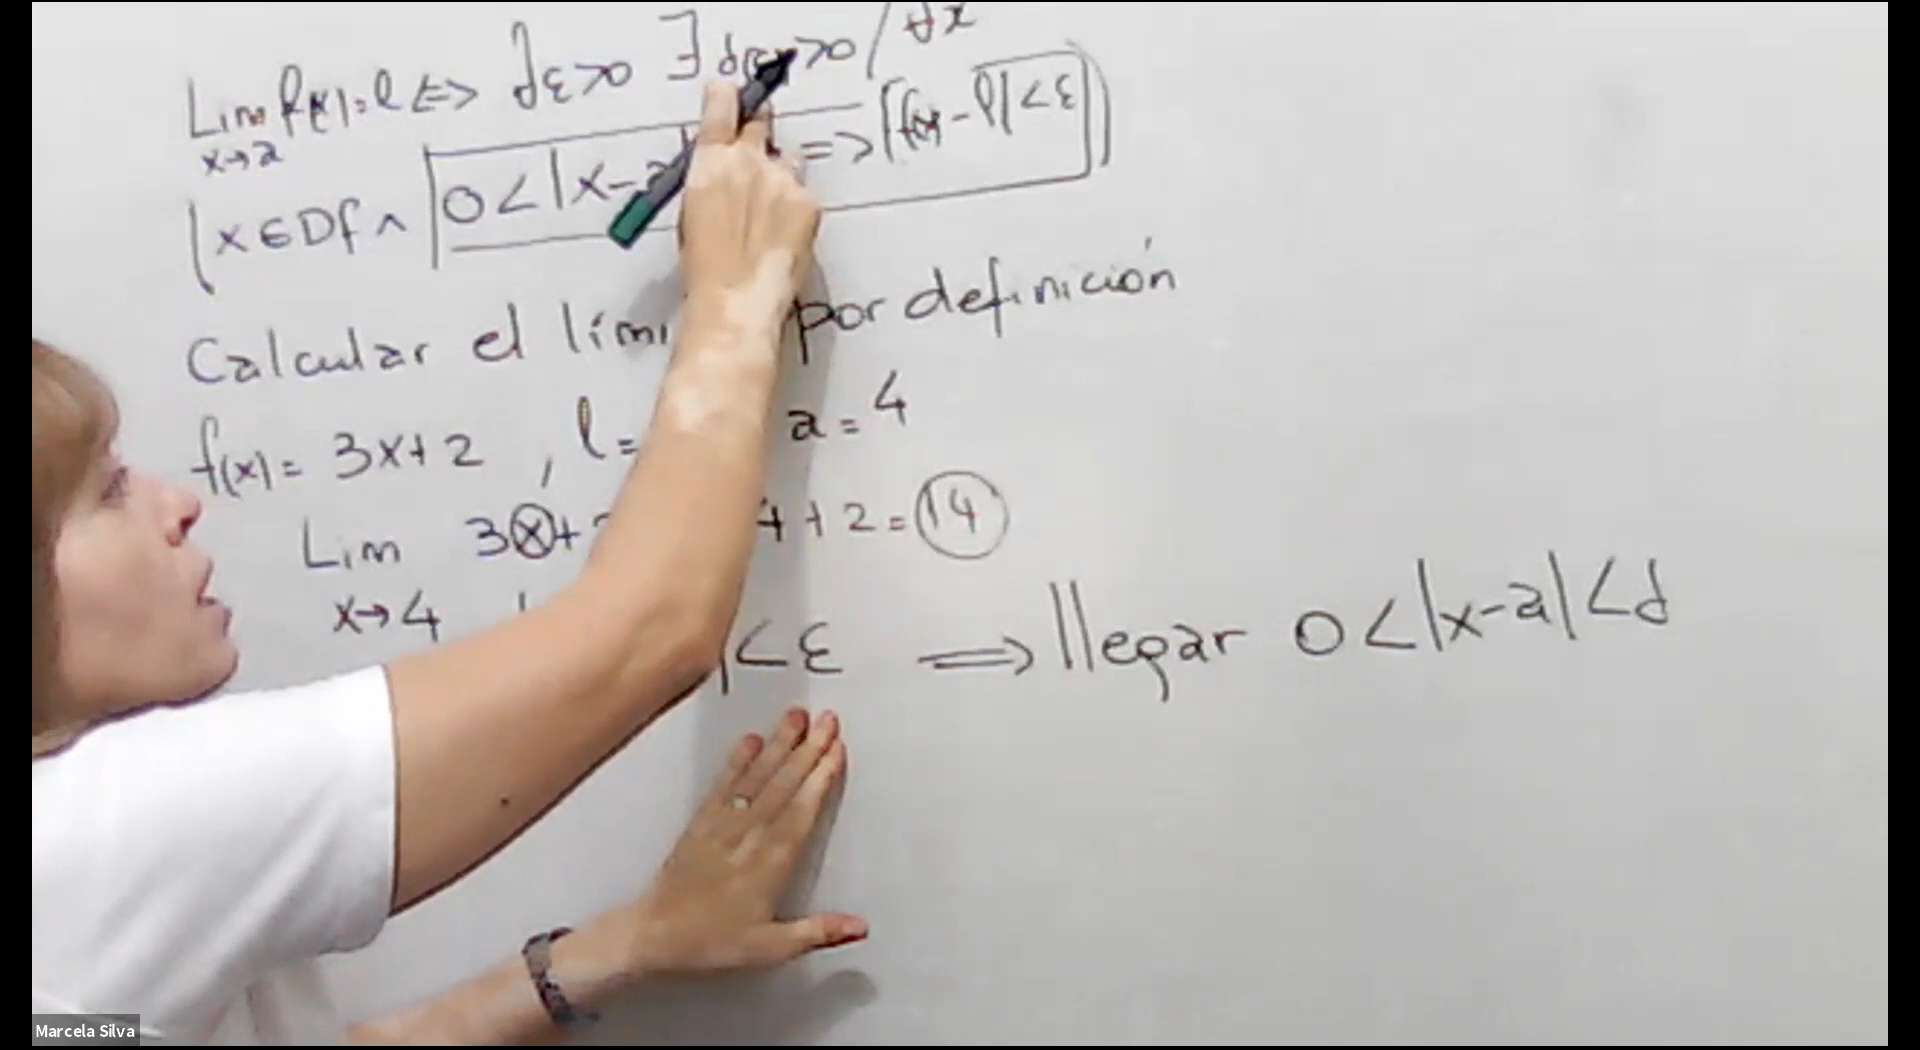 Lim f(x) = l ⇔ ∀ε>0 ∃ δ(ε)>0 / ∀x
x→a
(x∈Df ∧ 0<|x-a| => |f(x) - l|<ε)
Calcular el por definición
f(x) = 3x+2 , l= a = 4
Lim 3x+ 4+2 = 14
x→4
|<ε ⟹ llegar 0<|x-a|<δ
Marcela Silva